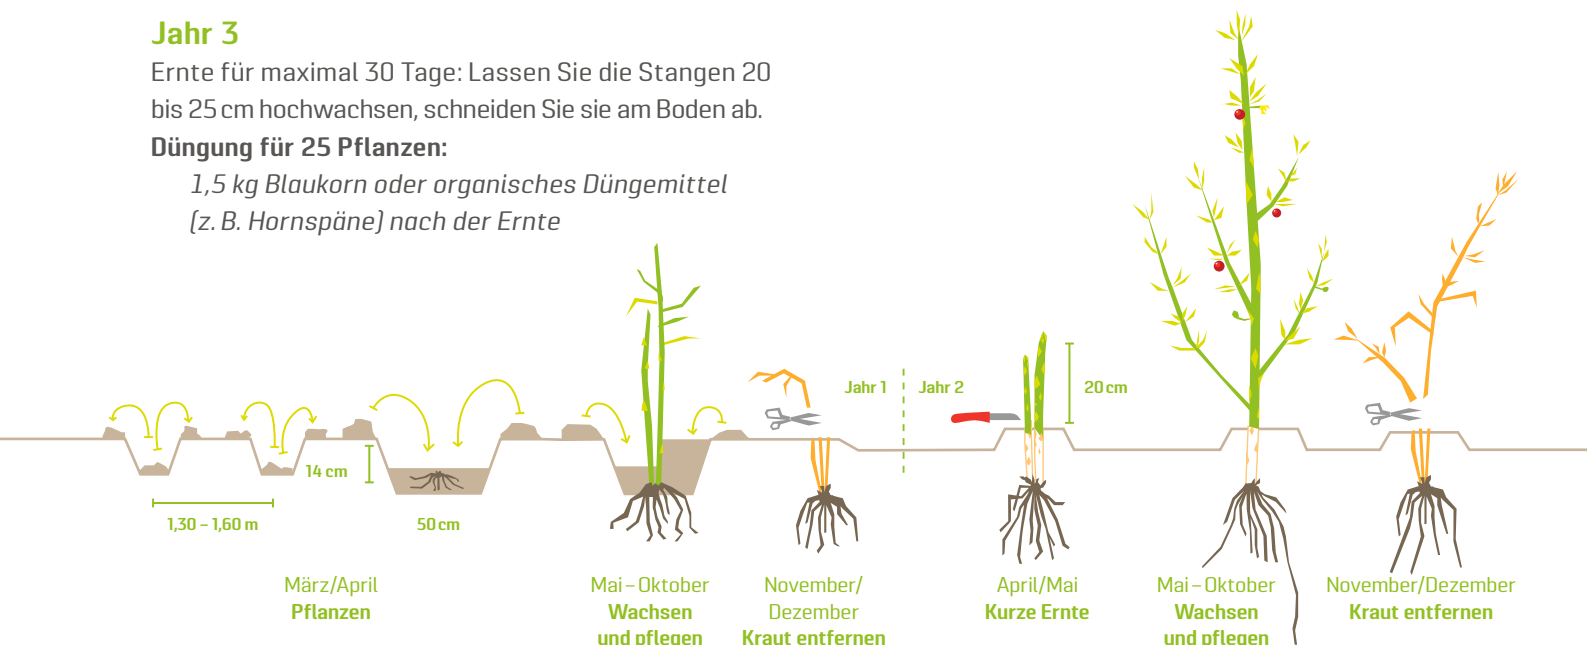 Jahr 3
Ernte für maximal 30 Tage: Lassen Sie die Stangen 20
bis 25 cm hochwachsen, schneiden Sie sie am Boden ab.
Düngung für 25 Pflanzen:
1,5 kg Blaukorn oder organisches Düngemittel
(z. B. Hornspäne) nach der Ernte
Jahr 1
Jahr 2
20 cm
14 cm
1,30 – 1,60 m
50 cm
März/April
Pflanzen
Mai – Oktober
Wachsen
und pflegen
November/
Dezember
Kraut entfernen
April/Mai
Kurze Ernte
Mai – Oktober
Wachsen
und pflegen
November/Dezember
Kraut entfernen